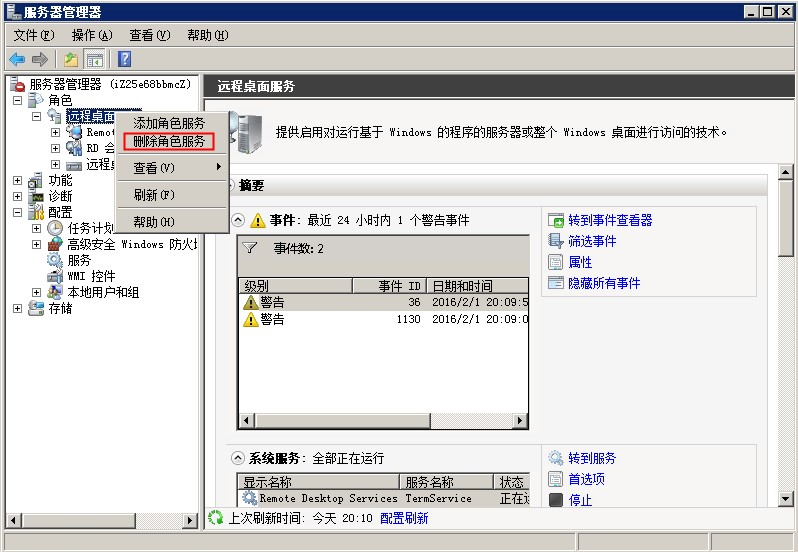 服务器管理器
文件(F) 操作(A) 查看(V) 帮助(H)
服务器管理器 (iZ25e68bbmcZ)
角色
远程桌面
Remo
RD 会
远程桌
功能
诊断
配置
任务计划
高级安全 Windows 防火
服务
WMI 控件
本地用户和组
存储
添加角色服务
删除角色服务
查看(V)
刷新(F)
帮助(H)
远程桌面服务
提供启用对运行基于 Windows 的程序的服务器或整个 Windows 桌面进行访问的技术。
摘要
事件: 最近 24 小时内 1 个警告事件
事件数: 2
级别 事件 ID 日期和时间
警告 36 2016/2/1 20:09:5
警告 1130 2016/2/1 20:09:0
转到事件查看器
筛选事件
属性
隐藏所有事件
系统服务: 全部正在运行
显示名称 服务名称 状态
Remote Desktop Services TermService 正在
转到服务
首选项
停止
上次刷新时间: 今天 20:10 配置刷新